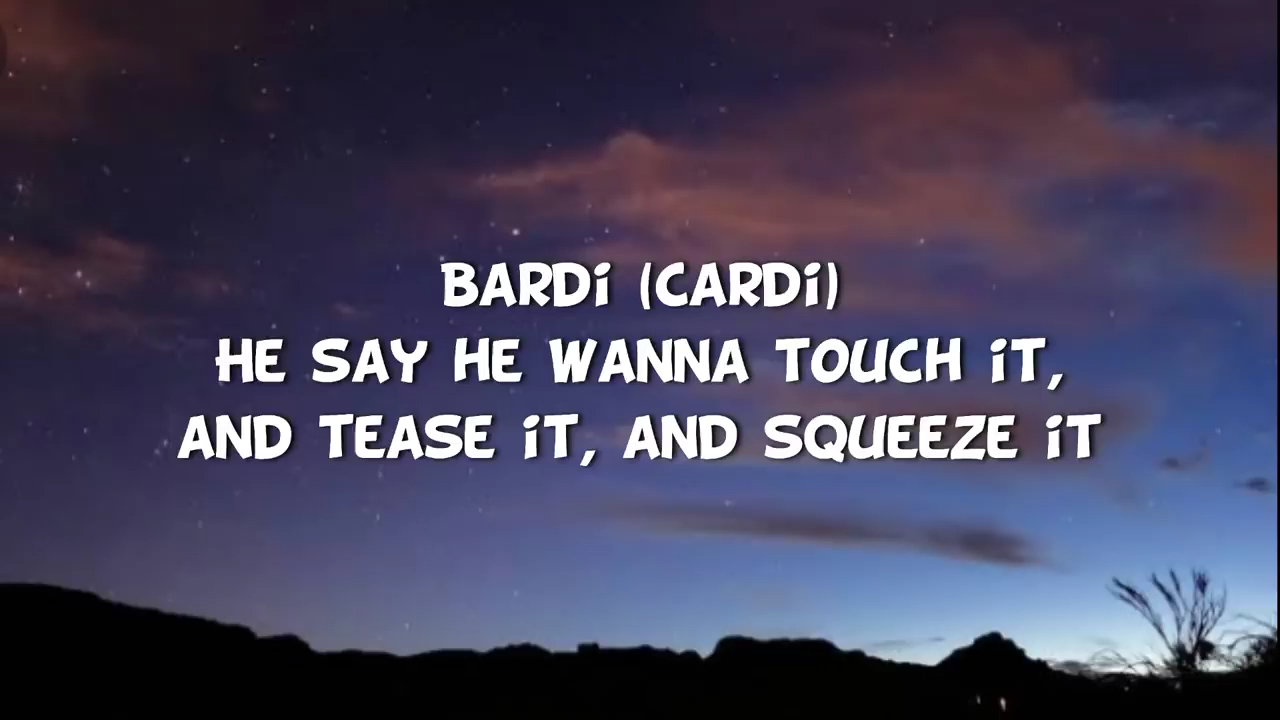 BARDi (CARDi)
HE SAY HE WANNA TOUCH iT,
AND TEASE iT, AND SQUEEZE iT